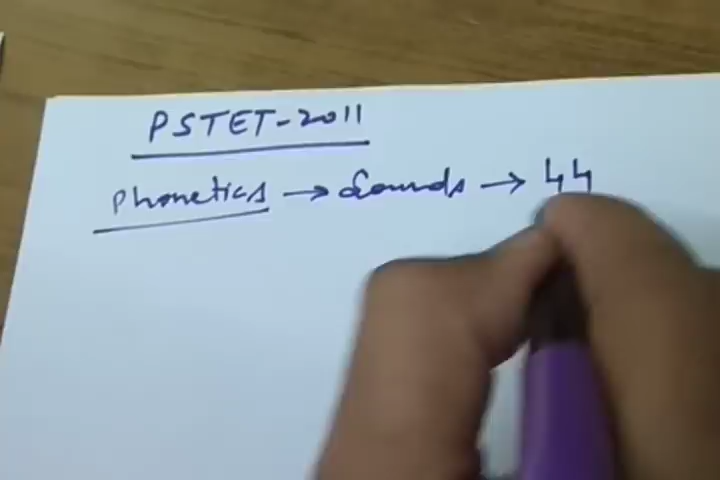 PSTET-2011
Phonetics → Sounds → 44